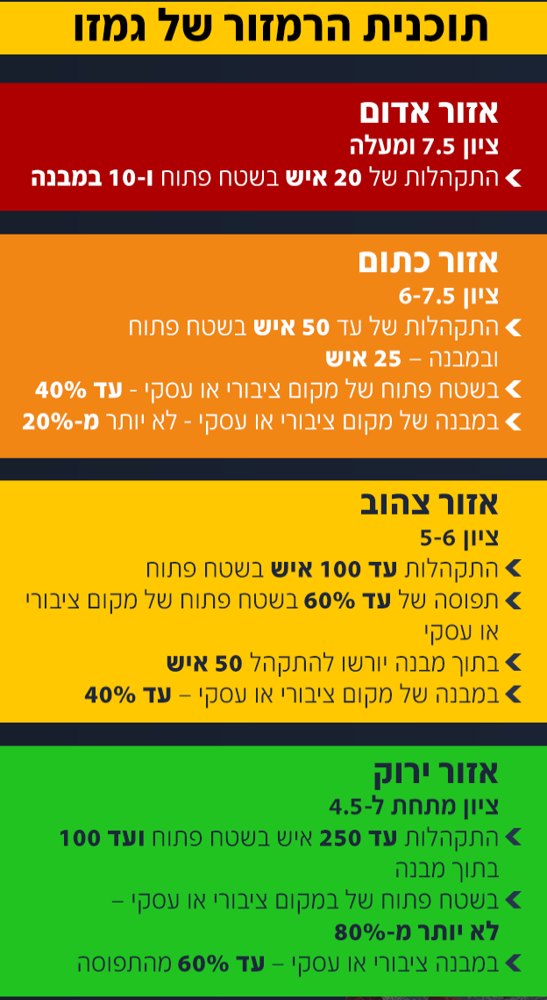 תוכנית הרמזור של גמזו
אזור אדום
ציון 7.5 ומעלה
התקהלות של 20 איש בשטח פתוח ו-10 במבנה
אזור כתום
ציון 6-7.5
התקהלות של עד 50 איש בשטח פתוח
ובמבנה – 25 איש
בשטח פתוח של מקום ציבורי או עסקי - עד 40%
במבנה של מקום ציבורי או עסקי - לא יותר מ-20%
אזור צהוב
ציון 5-6
התקהלות עד 100 איש בשטח פתוח
תפוסה של עד 60% בשטח פתוח של מקום ציבורי
או עסקי
בתוך מבנה יורשו להתקהל 50 איש
במבנה של מקום ציבורי או עסקי – עד 40%
אזור ירוק
ציון מתחת ל-4.5
התקהלות עד 250 איש בשטח פתוח ועד 100
בתוך מבנה
בשטח פתוח של במקום ציבורי או עסקי –
לא יותר מ-80%
במבנה ציבורי או עסקי – עד 60% מהתפוסה